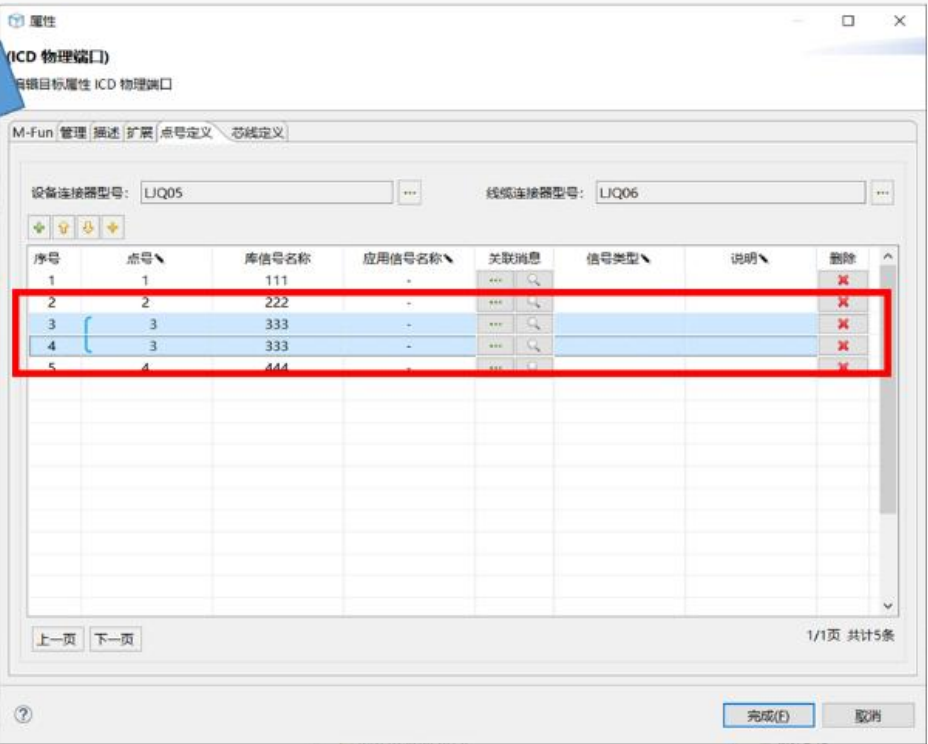 属性
(ICD 物理端口)
编辑目标属性 ICD 物理端口
M-Fun 管理 描述 扩展 点号定义 芯线定义
设备连接器型号: LJQ05 ... 线缆连接器型号: LJQ06 ...
序号 点号 库信号名称 应用信号名称 关联消息 信号类型 说明 删除
1 1 111 - ...
2 2 222 - ...
3 3 333 - ...
4 3 333 - ...
5 4 444 - ...
上一页 下一页 1/1页 共计5条
完成(F) 取消